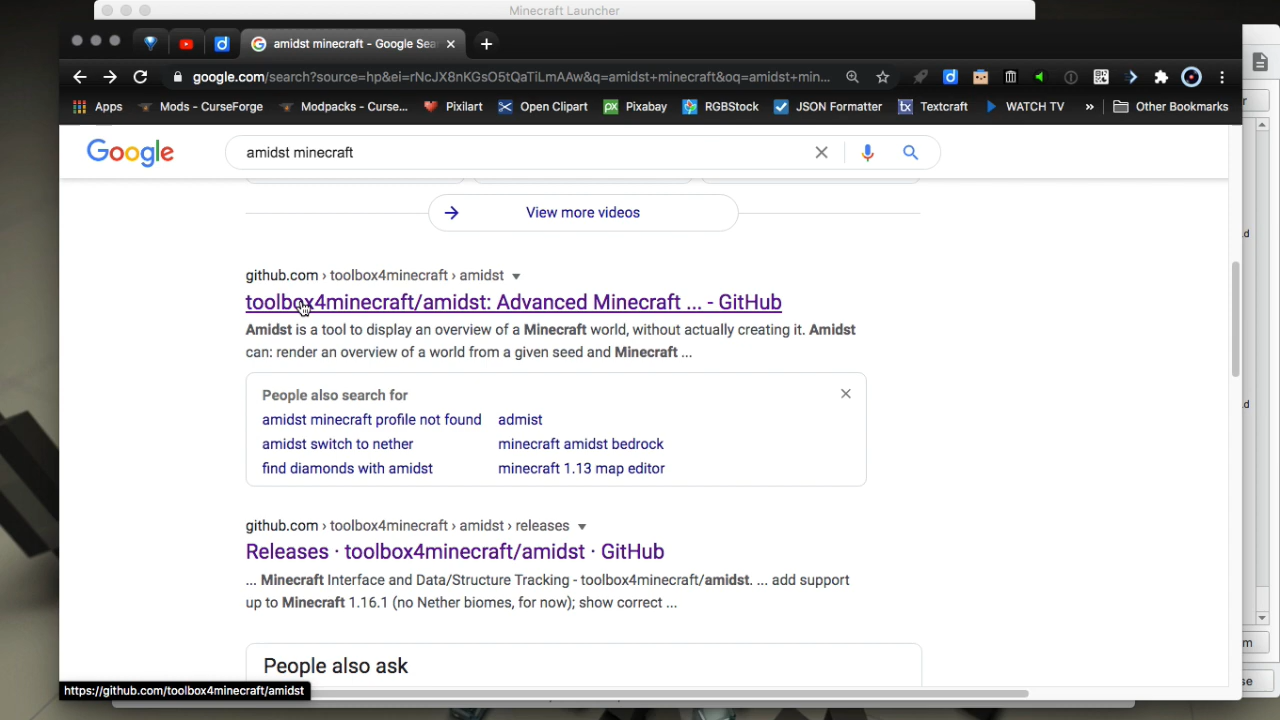 Minecraft Launcher
amidst minecraft - Google Sea
google.com/search?source=hp&ei=rNcJX8nKGsO5tQaTiLmAAw&q=amidst+minecraft&oq=amidst+min...
Apps Mods - CurseForge Modpacks - Curse... Pixilart Open Clipart Pixabay RGBStock JSON Formatter Textcraft WATCH TV » Other Bookmarks
Google amidst minecraft
View more videos
github.com › toolbox4minecraft › amidst
toolbox4minecraft/amidst: Advanced Minecraft ... - GitHub
Amidst is a tool to display an overview of a Minecraft world, without actually creating it. Amidst
can: render an overview of a world from a given seed and Minecraft ...
People also search for
amidst minecraft profile not found admist
amidst switch to nether minecraft amidst bedrock
find diamonds with amidst minecraft 1.13 map editor
github.com › toolbox4minecraft › amidst › releases
Releases · toolbox4minecraft/amidst · GitHub
... Minecraft Interface and Data/Structure Tracking - toolbox4minecraft/amidst. ... add support
up to Minecraft 1.16.1 (no Nether biomes, for now); show correct ...
People also ask
https://github.com/toolbox4minecraft/amidst